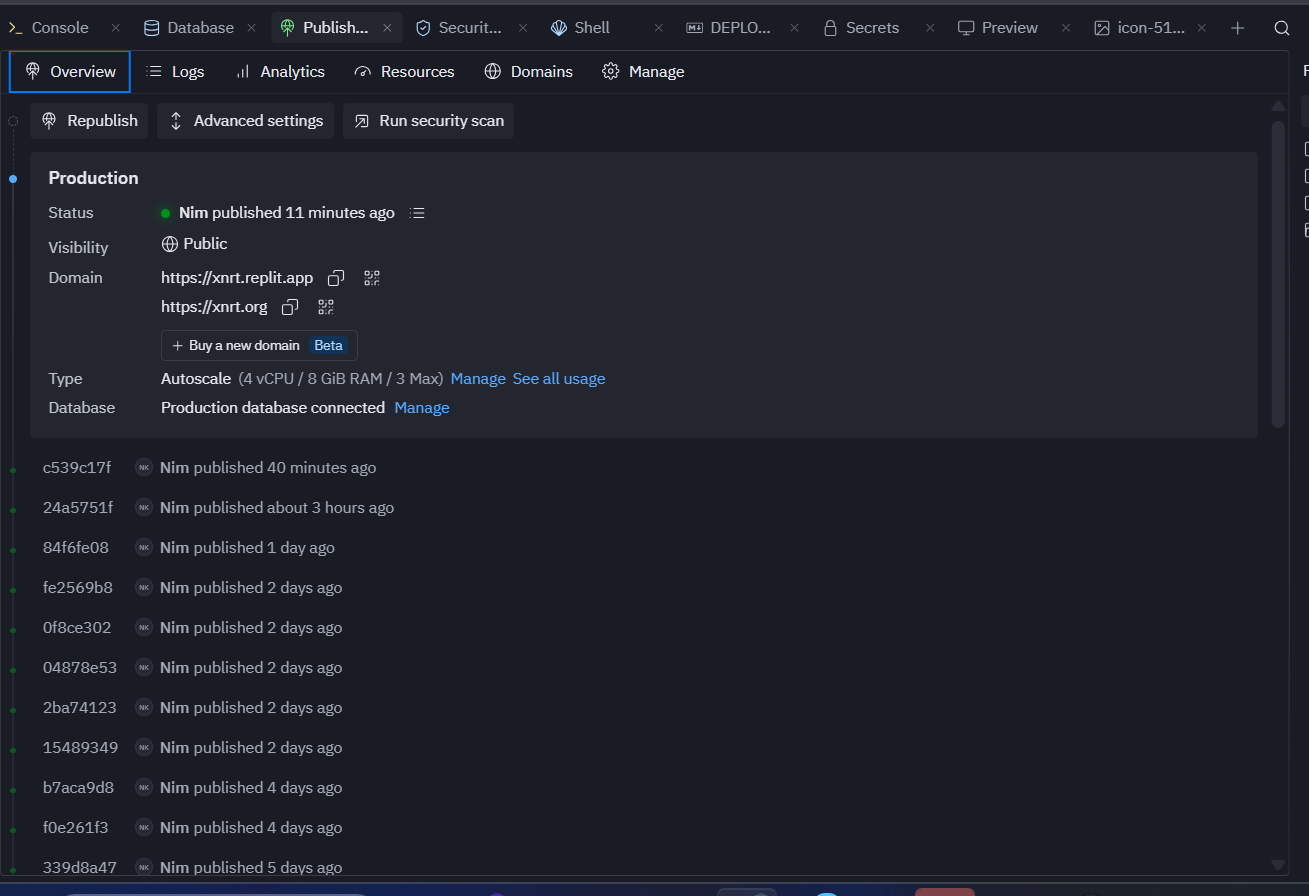 Console
Database
Publish...
Securit...
Shell
DEPLO...
Secrets
Preview
icon-51...
Overview
Logs
Analytics
Resources
Domains
Manage
Republish
Advanced settings
Run security scan
Production
Status Nim published 11 minutes ago
Visibility Public
Domain https://xnrt.replit.app
https://xnrt.org
+ Buy a new domain Beta
Type Autoscale (4 vCPU / 8 GiB RAM / 3 Max) Manage See all usage
Database Production database connected Manage
c539c17f NK Nim published 40 minutes ago
24a5751f NK Nim published about 3 hours ago
84f6fe08 NK Nim published 1 day ago
fe2569b8 NK Nim published 2 days ago
0f8ce302 NK Nim published 2 days ago
04878e53 NK Nim published 2 days ago
2ba74123 NK Nim published 2 days ago
15489349 NK Nim published 2 days ago
b7aca9d8 NK Nim published 4 days ago
f0e261f3 NK Nim published 4 days ago
339d8a47 NK Nim published 5 days ago